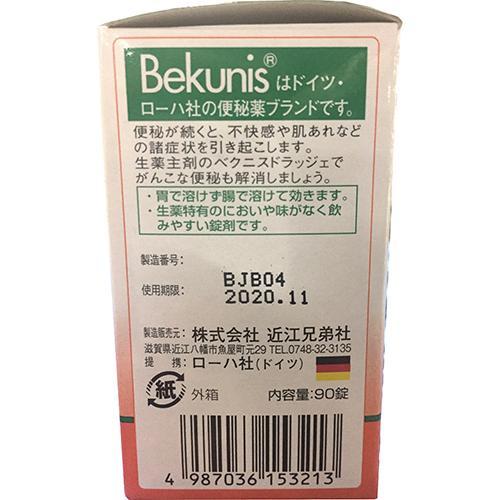 Bekunis®はドイツ・
ローハ社の便秘薬ブランドです。
便秘が続くと、不快感や肌あれなど
の諸症状を引き起こします。
生薬主剤のベクニスドラッジェで
がんこな便秘も解消しましょう。
・胃で溶けず腸で溶けて効きます。
・生薬特有のにおいや味がなく飲
みやすい錠剤です。
製造番号: BJB04
使用期限: 2020.11
製造販売元: 株式会社 近江兄弟社
滋賀県近江八幡市魚屋町元29 TEL.0748-32-3135
提 携: ローハ社(ドイツ)
紙 外箱 内容量:90錠
4 987036 153213